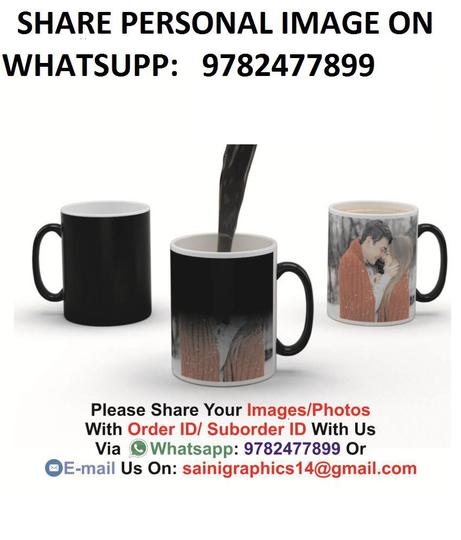 SHARE PERSONAL IMAGE ON
WHATSUPP: 9782477899
Please Share Your Images/Photos
With Order ID/ Suborder ID With Us
Via Whatsapp: 9782477899 Or
E-mail Us On: sainigraphics14@gmail.com